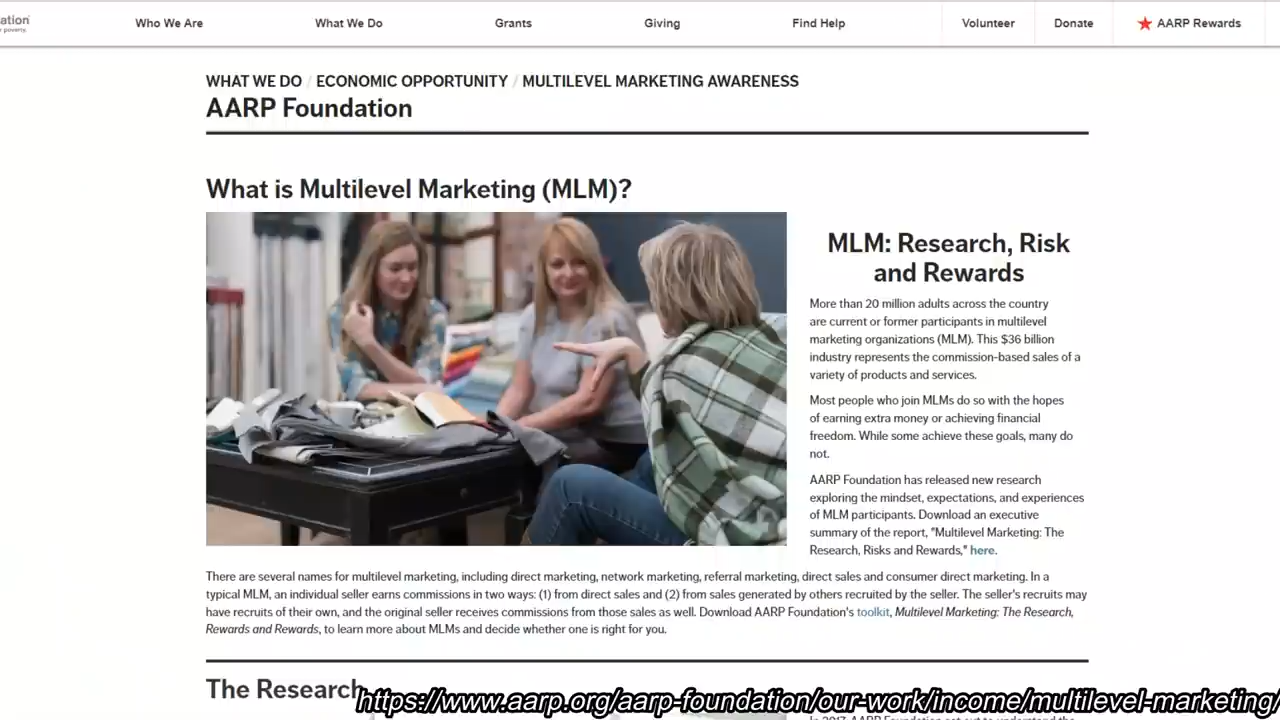 ation
poverty.
Who We Are
What We Do
Grants
Giving
Find Help
Volunteer
Donate
AARP Rewards
WHAT WE DO / ECONOMIC OPPORTUNITY / MULTILEVEL MARKETING AWARENESS
AARP Foundation
What is Multilevel Marketing (MLM)?
MLM: Research, Risk
and Rewards
More than 20 million adults across the country
are current or former participants in multilevel
marketing organizations (MLM). This $36 billion
industry represents the commission-based sales of a
variety of products and services.
Most people who join MLMs do so with the hopes
of earning extra money or achieving financial
freedom. While some achieve these goals, many do
not.
AARP Foundation has released new research
exploring the mindset, expectations, and experiences
of MLM participants. Download an executive
summary of the report, "Multilevel Marketing: The
Research, Risks and Rewards," here.
There are several names for multilevel marketing, including direct marketing, network marketing, referral marketing, direct sales and consumer direct marketing. In a
typical MLM, an individual seller earns commissions in two ways: (1) from direct sales and (2) from sales generated by others recruited by the seller. The seller's recruits may
have recruits of their own, and the original seller receives commissions from those sales as well. Download AARP Foundation's toolkit, Multilevel Marketing: The Research,
Rewards and Rewards, to learn more about MLMs and decide whether one is right for you.
The Research
https://www.aarp.org/aarp-foundation/our-work/income/multilevel-marketing/